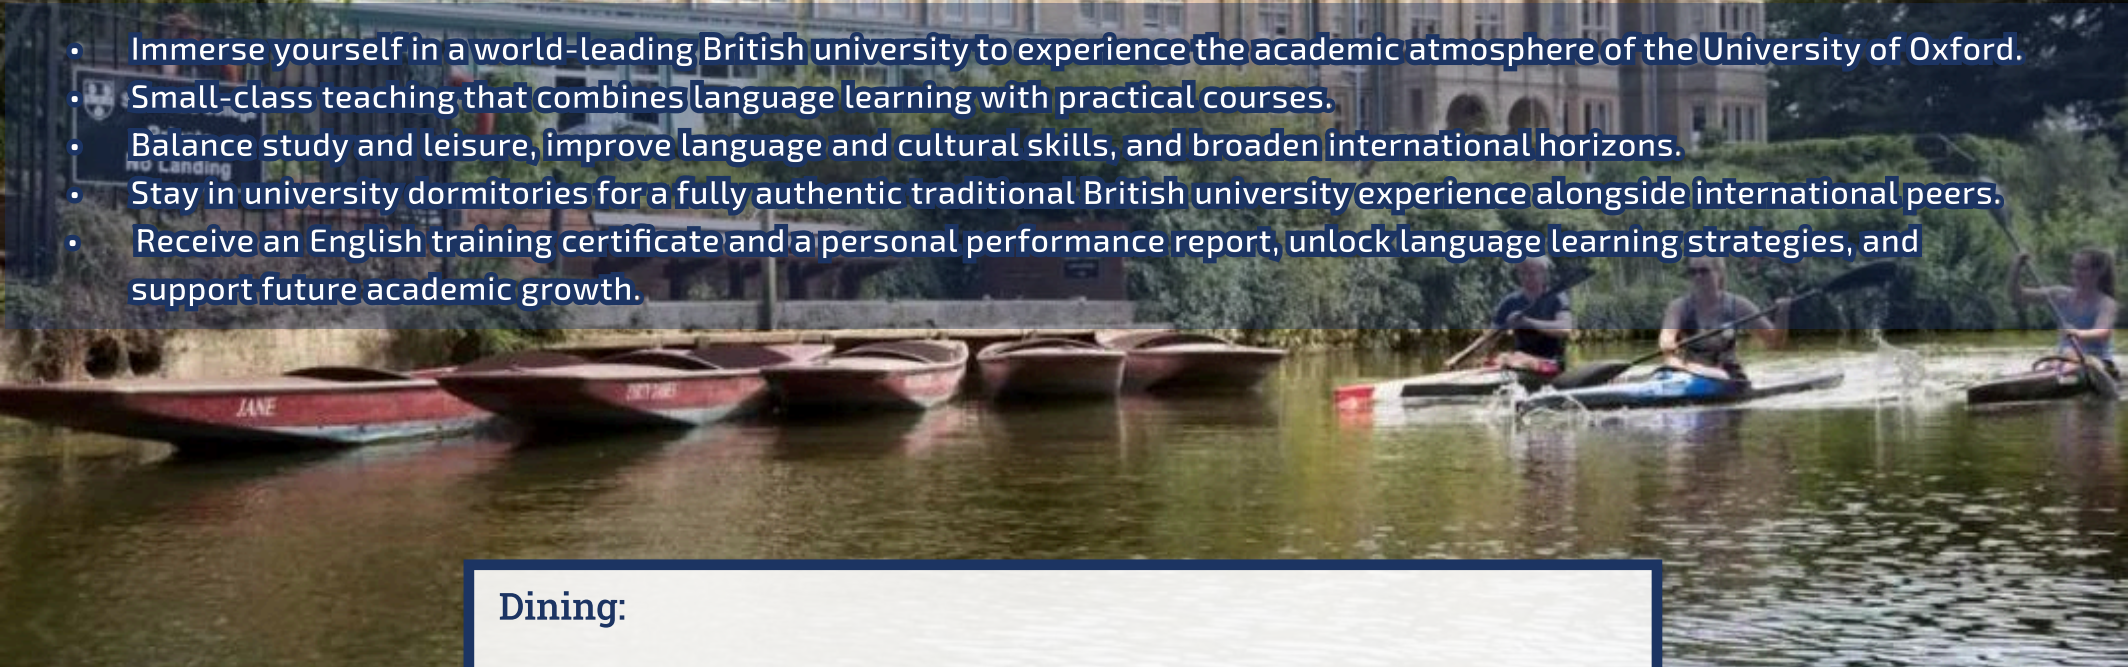 • Immerse yourself in a world-leading British university to experience the academic atmosphere of the University of Oxford.
• Small-class teaching that combines language learning with practical courses.
• Balance study and leisure, improve language and cultural skills, and broaden international horizons.
No Landing
• Stay in university dormitories for a fully authentic traditional British university experience alongside international peers.
• Receive an English training certificate and a personal performance report, unlock language learning strategies, and
support future academic growth.
JANE
Dining: